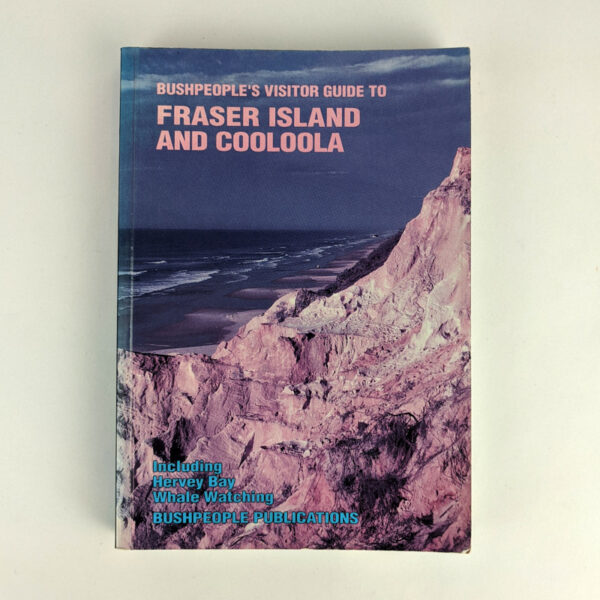 BUSHPEOPLE'S VISITOR GUIDE TO
FRASER ISLAND
AND COOLOOLA
Including
Hervey Bay
Whale Watching
BUSHPEOPLE PUBLICATIONS